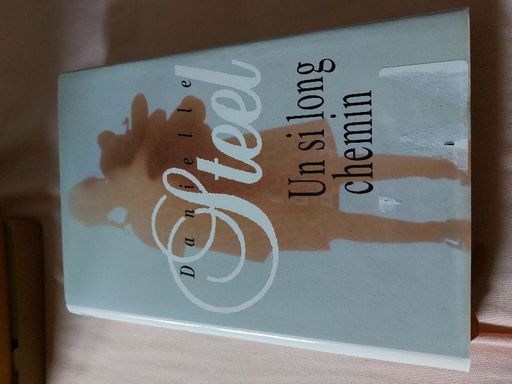 Danielle
Steel
Un si long
chemin